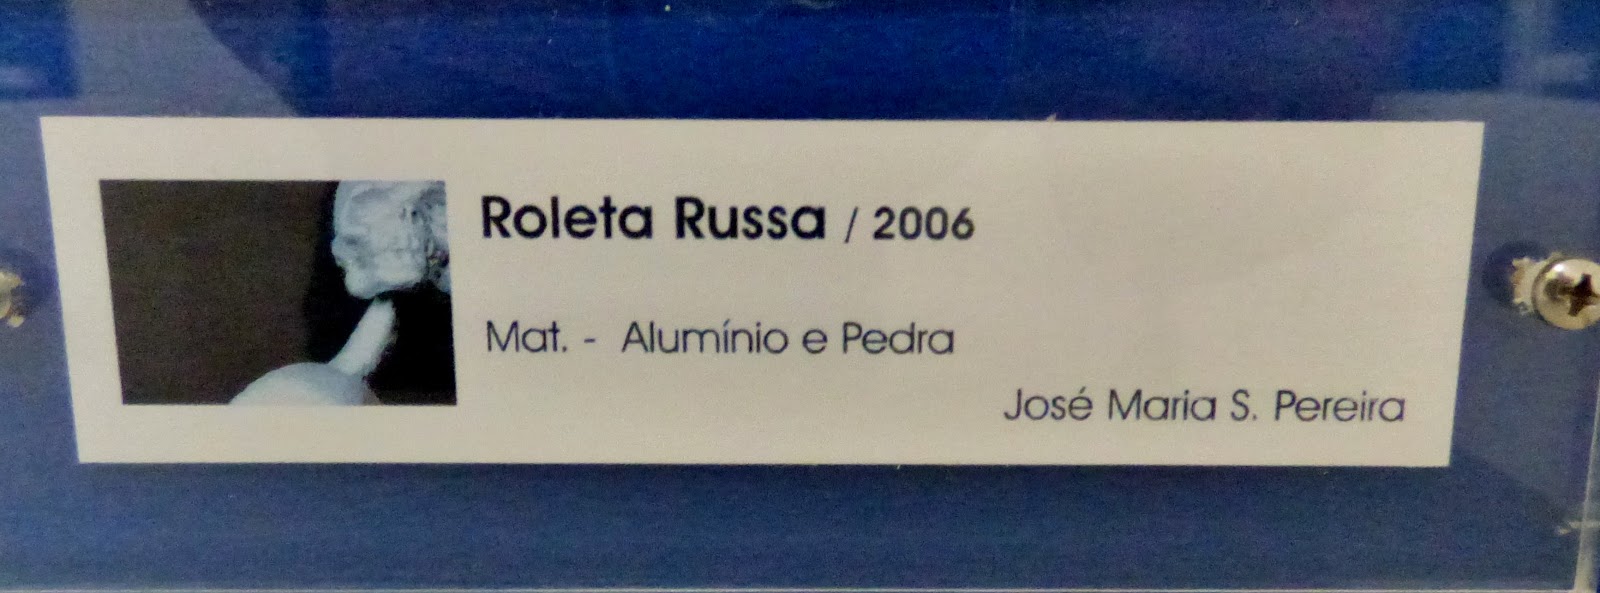 Roleta Russa / 2006
Mat. - Alumínio e Pedra
José Maria S. Pereira